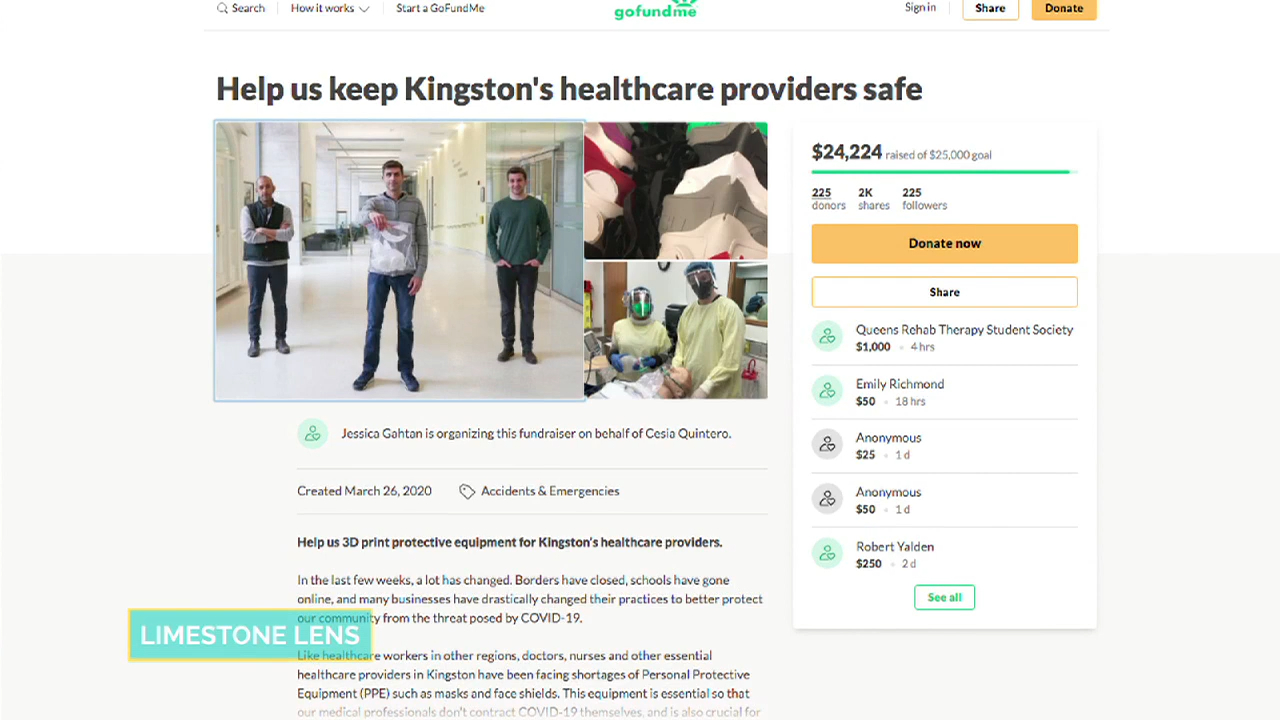 Search
How it works
Start a GoFundMe
gofundme
Sign in
Share
Donate
Help us keep Kingston's healthcare providers safe
$24,224 raised of $25,000 goal
225 donors
2K shares
225 followers
Donate now
Share
Queens Rehab Therapy Student Society
$1,000 • 4 hrs
Emily Richmond
$50 • 18 hrs
Anonymous
$25 • 1 d
Anonymous
$50 • 1 d
Robert Yalden
$250 • 2 d
See all
Jessica Gahtan is organizing this fundraiser on behalf of Cesia Quintero.
Created March 26, 2020
Accidents & Emergencies
Help us 3D print protective equipment for Kingston's healthcare providers.
In the last few weeks, a lot has changed. Borders have closed, schools have gone
online, and many businesses have drastically changed their practices to better protect
our community from the threat posed by COVID-19.
LIMESTONE LENS
Like healthcare workers in other regions, doctors, nurses and other essential
healthcare providers in Kingston have been facing shortages of Personal Protective
Equipment (PPE) such as masks and face shields. This equipment is essential so that
our medical professionals don't contract COVID-19 themselves, and is also crucial for